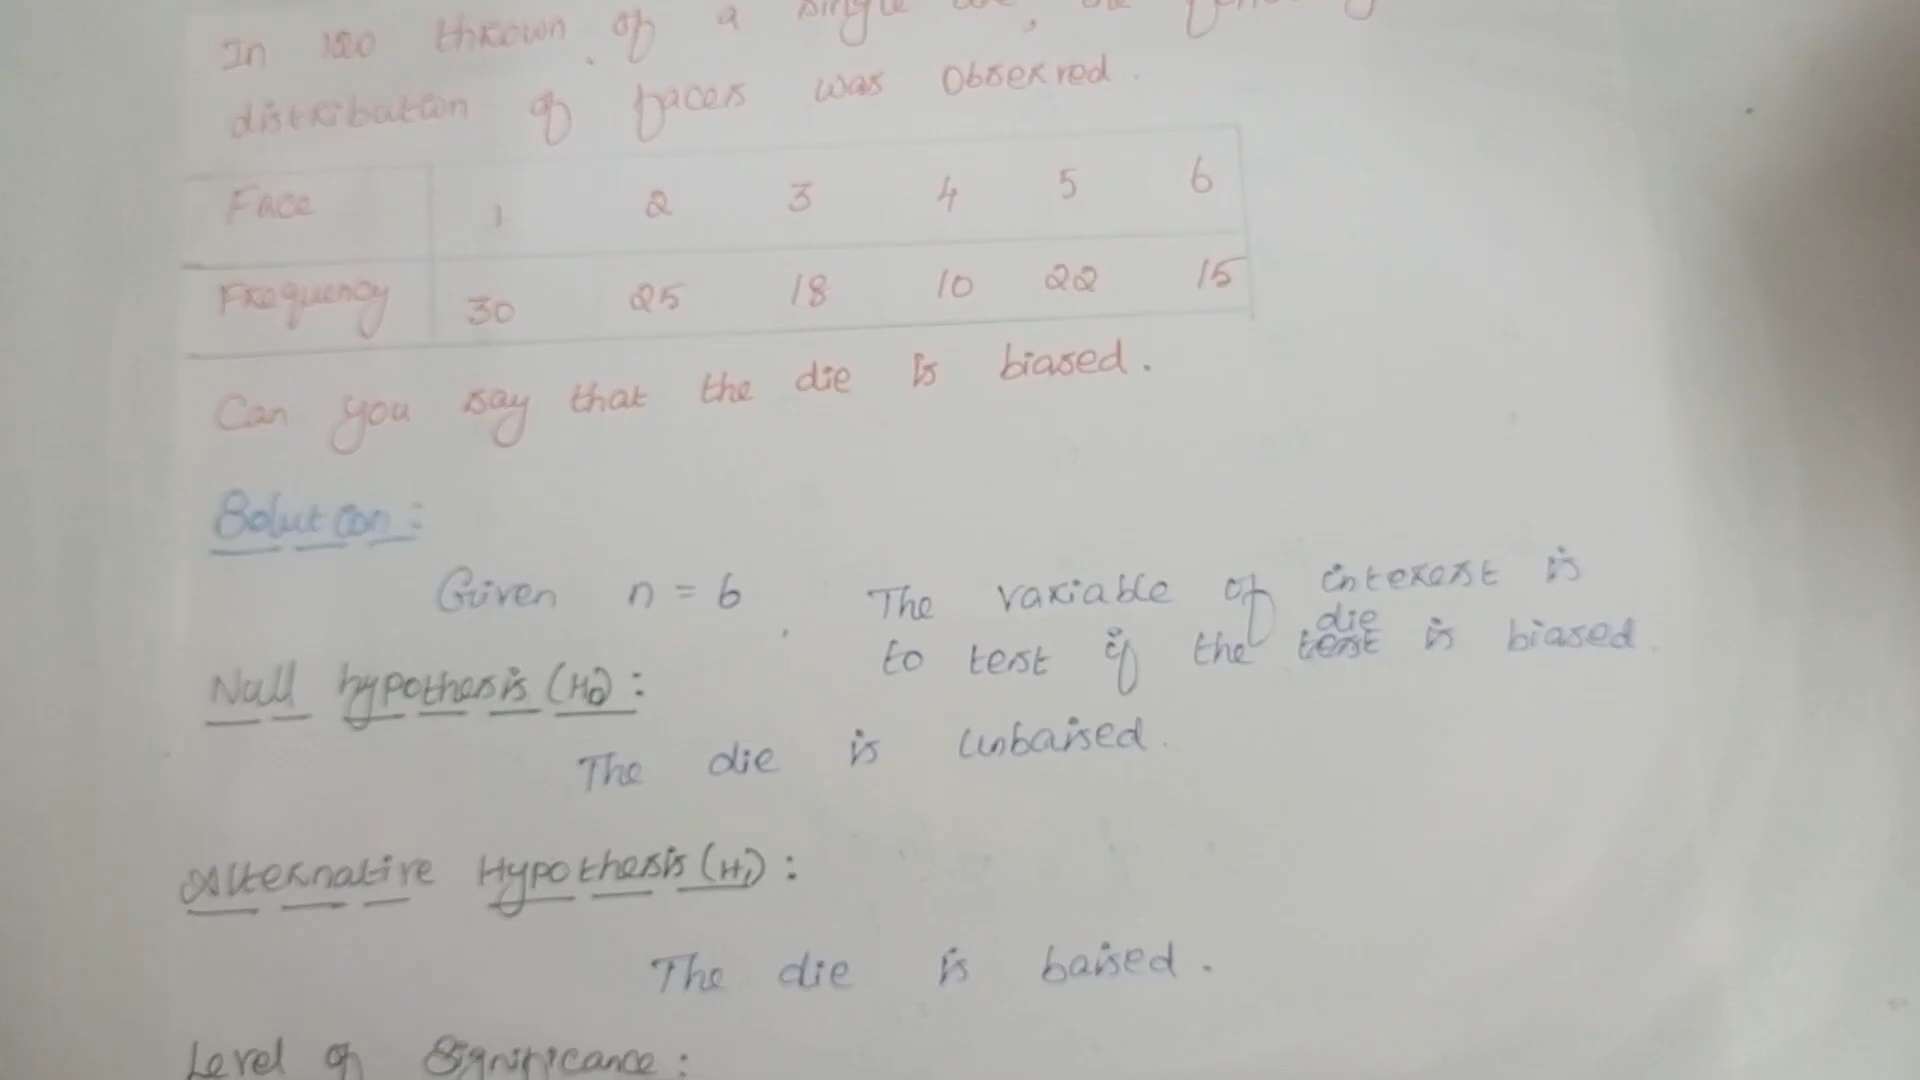 In 120 thrown of a single
distribution of faces was observed.
Face 1 2 3 4 5 6
Frequency 30 25 18 10 22 15
Can you say that the die is biased.
Solution:
Given n = 6, The variable of interest is
die
to test if the test is biased.
Null hypothesis (H0):
The die is unbaised.
Alternative Hypothesis (H1):
The die is baised.
Level of Significance: